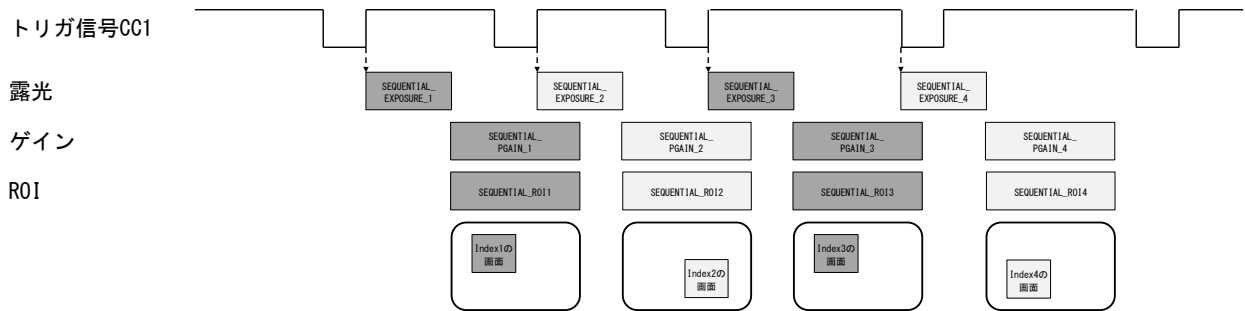 トリガ信号CC1
露光
SEQUENTIAL_
EXPOSURE_1
SEQUENTIAL_
EXPOSURE_2
SEQUENTIAL_
EXPOSURE_3
SEQUENTIAL_
EXPOSURE_4
ゲイン
SEQUENTIAL_
PGAIN_1
SEQUENTIAL_
PGAIN_2
SEQUENTIAL_
PGAIN_3
SEQUENTIAL_
PGAIN_4
ROI
SEQUENTIAL_ROI1
SEQUENTIAL_ROI2
SEQUENTIAL_ROI3
SEQUENTIAL_ROI4
Index1の
画面
Index2の
画面
Index3の
画面
Index4の
画面